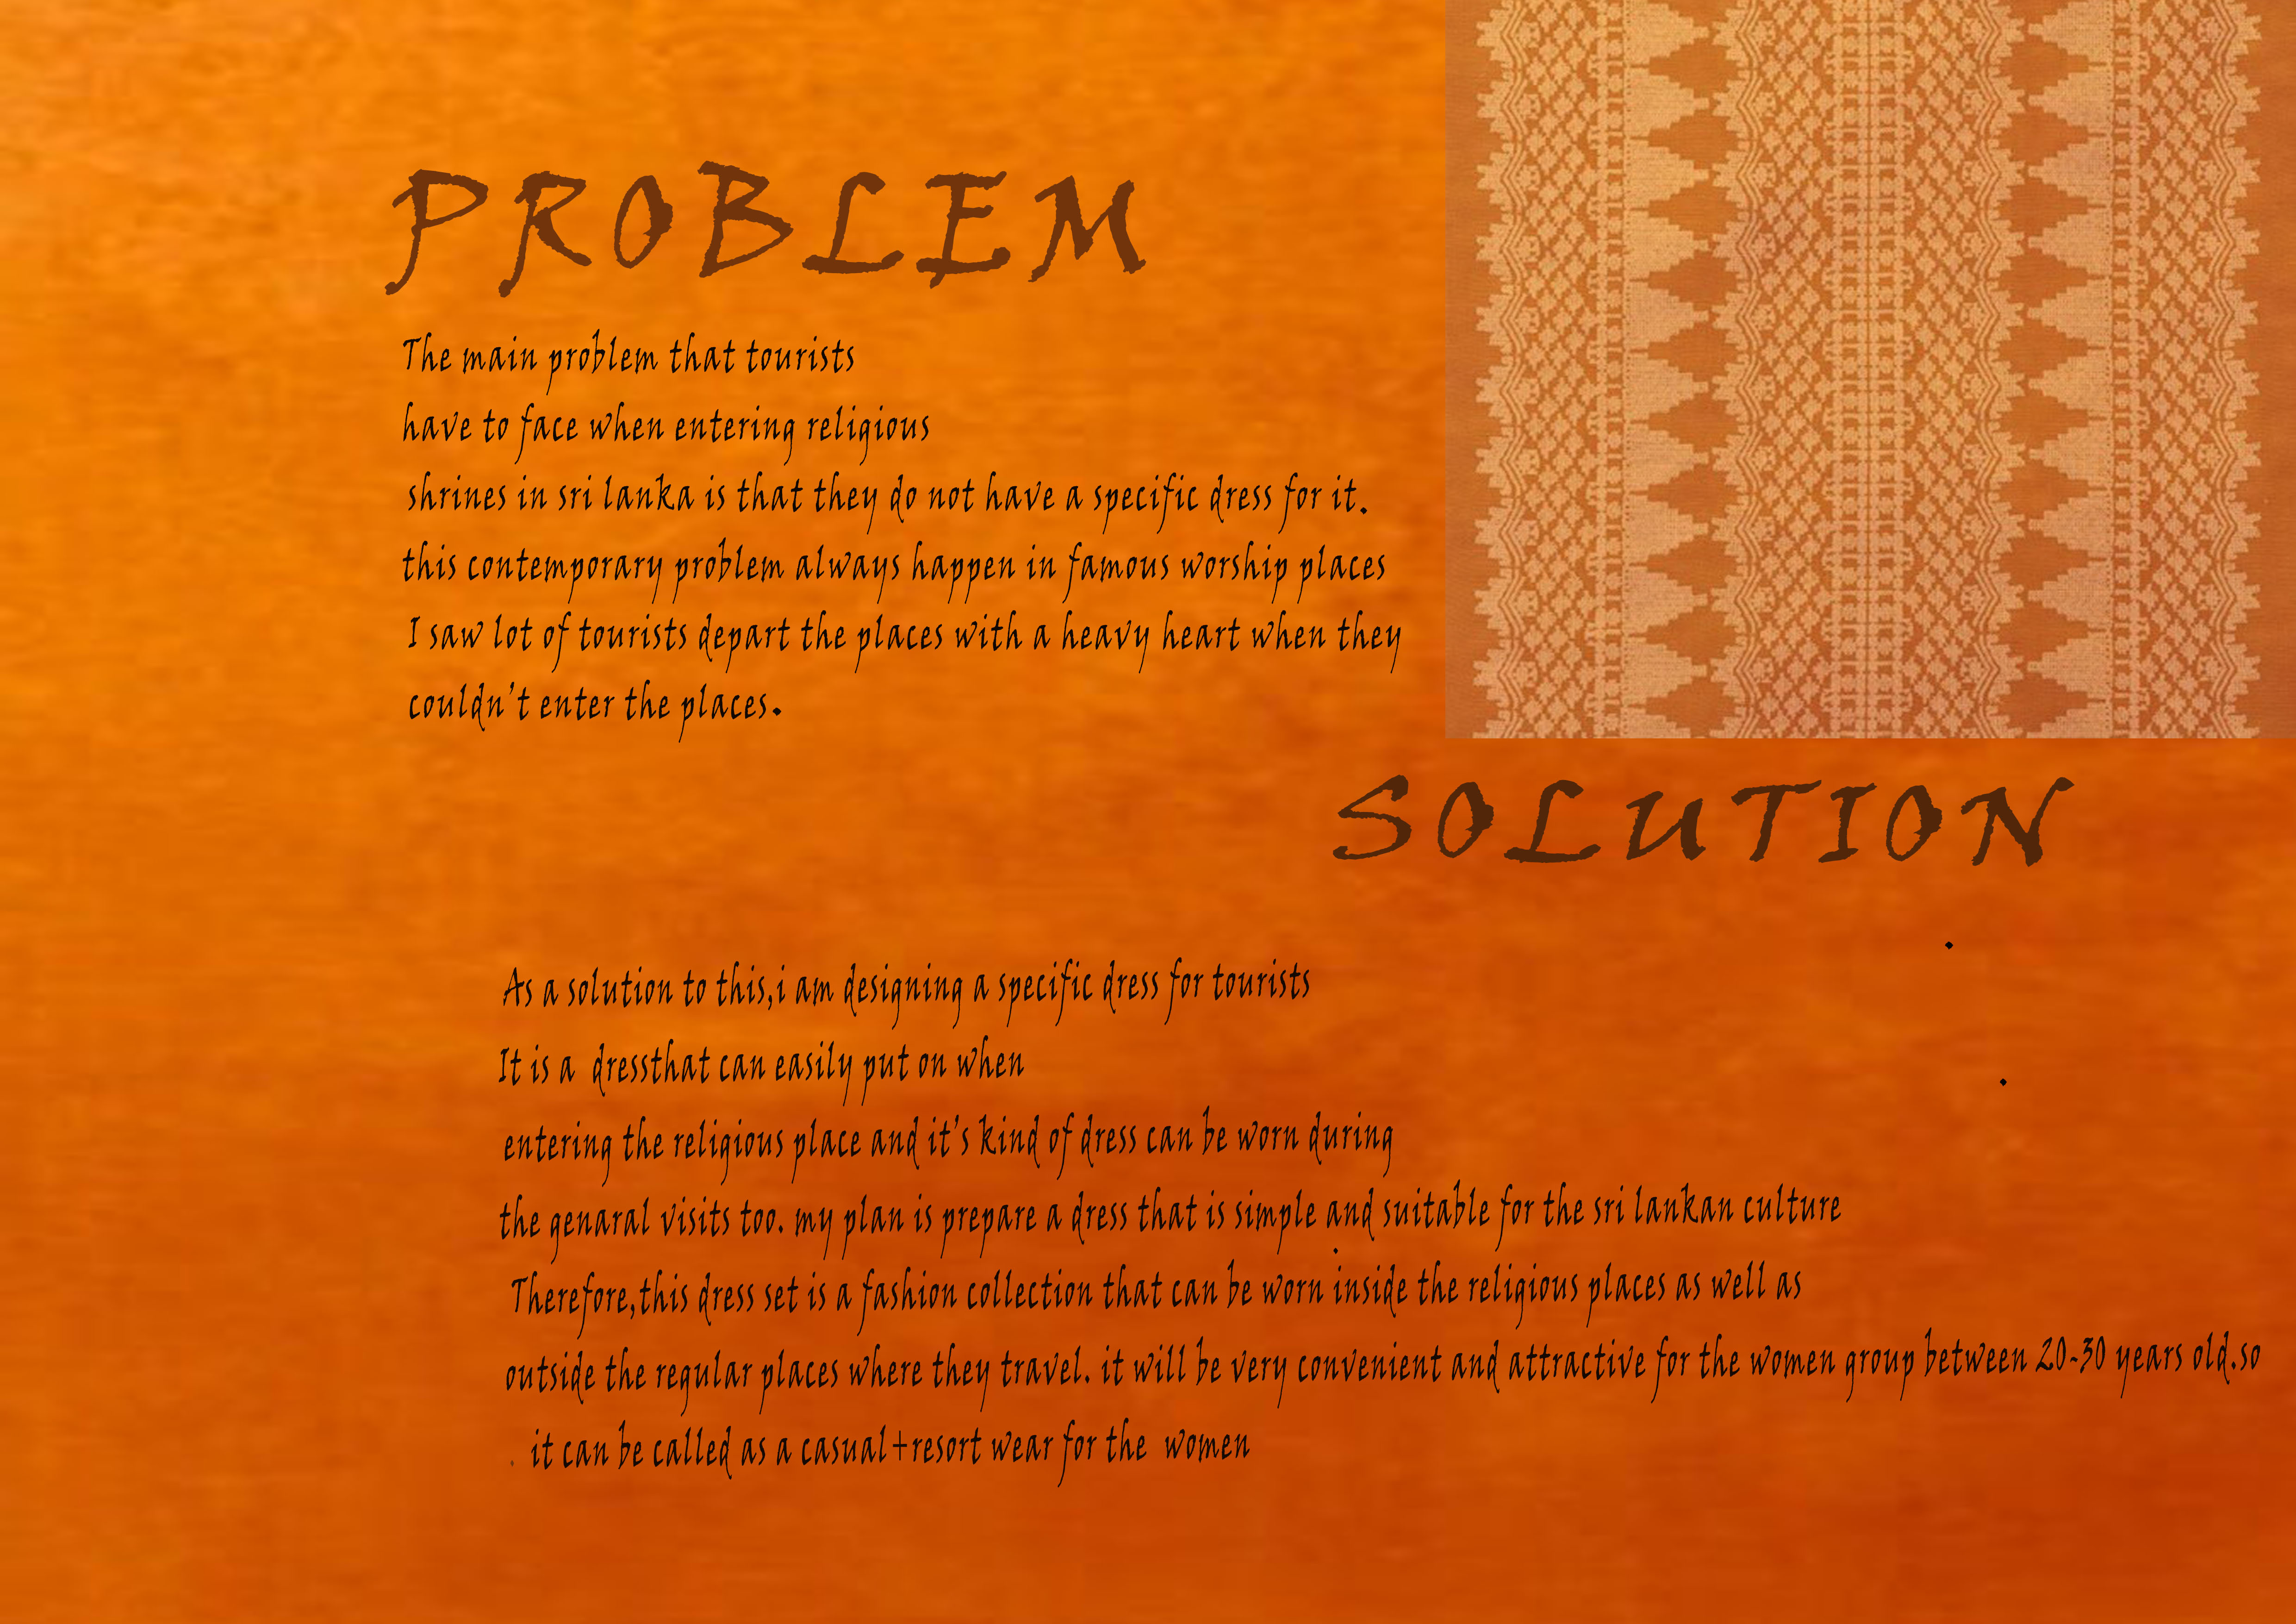 PROBLEM
The main problem that tourists
have to face when entering religious
shrines in sri lanka is that they do not have a specific dress for it.
this contemporary problem always happen in famous worship places
I saw lot of tourists depart the places with a heavy heart when they
couldn't enter the places.
SOLUTION
As a solution to this,i am designing a specific dress for tourists
It is a dressthat can easily put on when
entering the religious place and it's kind of dress can be worn during
the genaral visits too. my plan is prepare a dress that is simple and suitable for the sri lankan culture
Therefore,this dress set is a fashion collection that can be worn inside the religious places as well as
outside the regular places where they travel. it will be very convenient and attractive for the women group between 20-30 years old.so
. it can be called as a casual+resort wear for the women